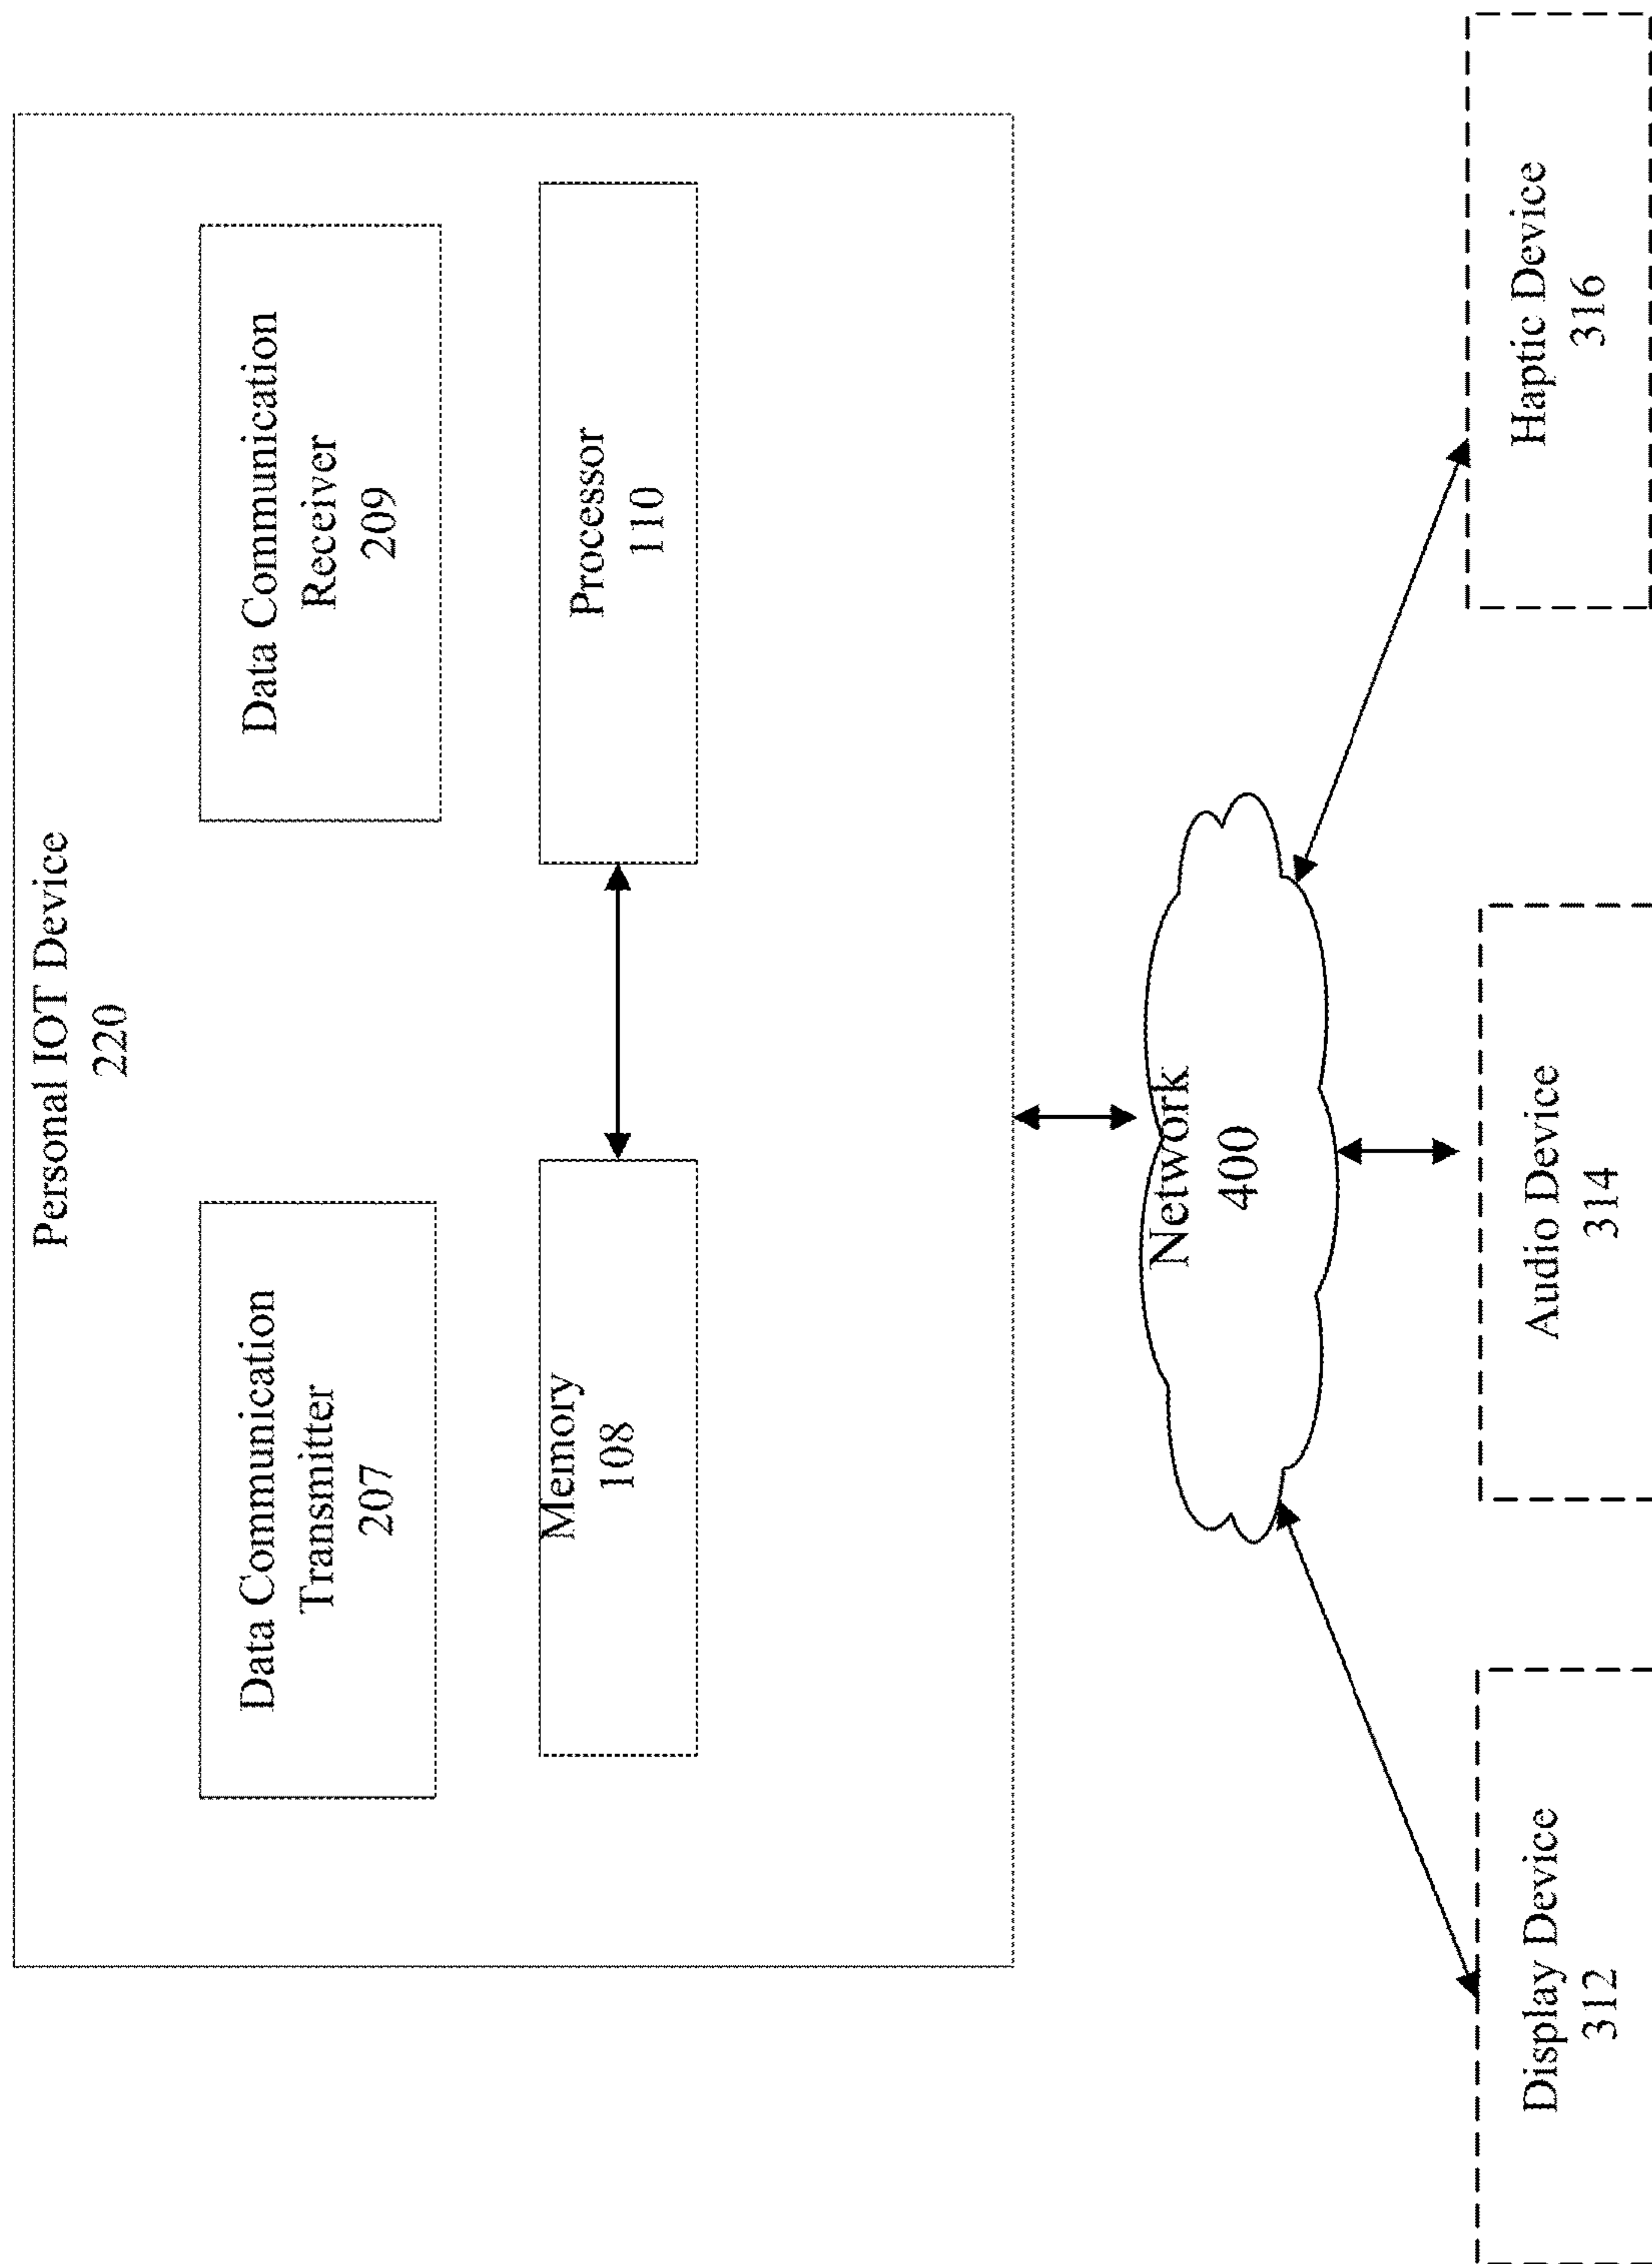 Personal IOT Device
220
Data Communication
Transmitter
207
Data Communication
Receiver
209
Memory
108
Processor
110
Network
400
Display Device
312
Audio Device
314
Haptic Device
316